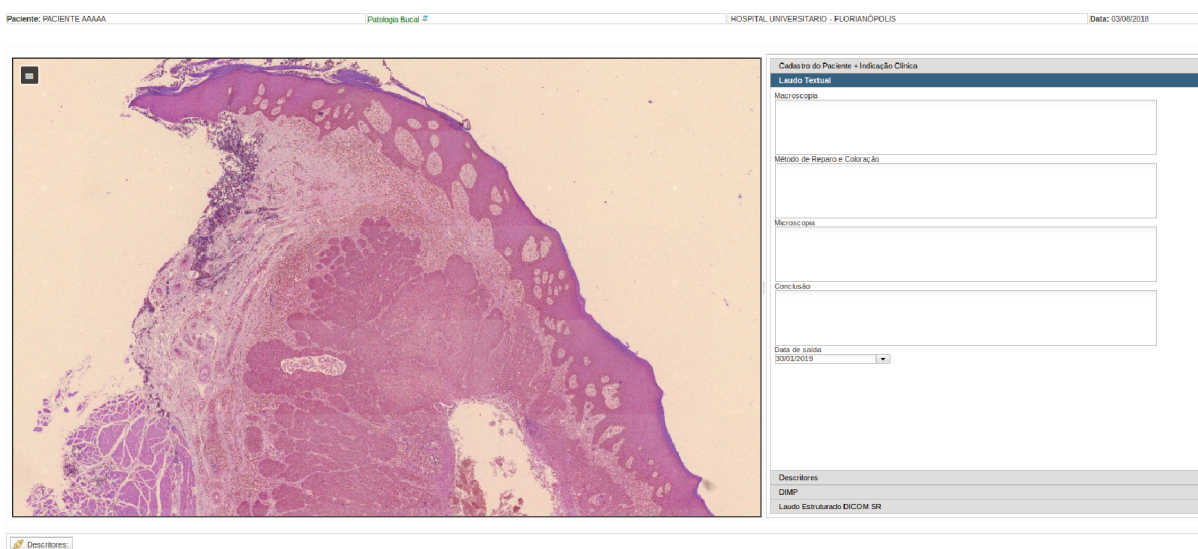 Paciente: PACIENTE AAAAA Patologia Bucal HOSPITAL UNIVERSITARIO - FLORIANÓPOLIS Data: 03/08/2018
Cadastro do Paciente + Indicação Clínica
Laudo Textual
Macroscopia
Método de Reparo e Coloração
Microscopia
Conclusão
Data de saída
30/01/2019
Descritores
DIMP
Laudo Estruturado DICOM SR
Descritores: